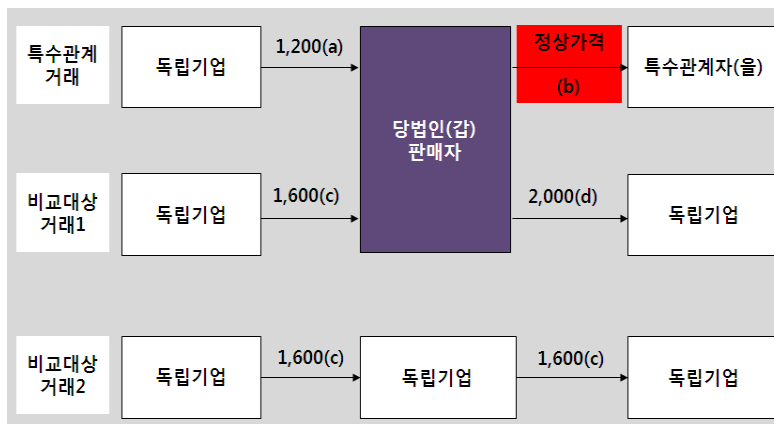 특수관계
거래
독립기업
1,200(a)
정상가격
(b)
특수관계자(을)
당법인(갑)
판매자
비교대상
거래1
독립기업
1,600(c)
2,000(d)
독립기업
비교대상
거래2
독립기업
1,600(c)
독립기업
1,600(c)
독립기업